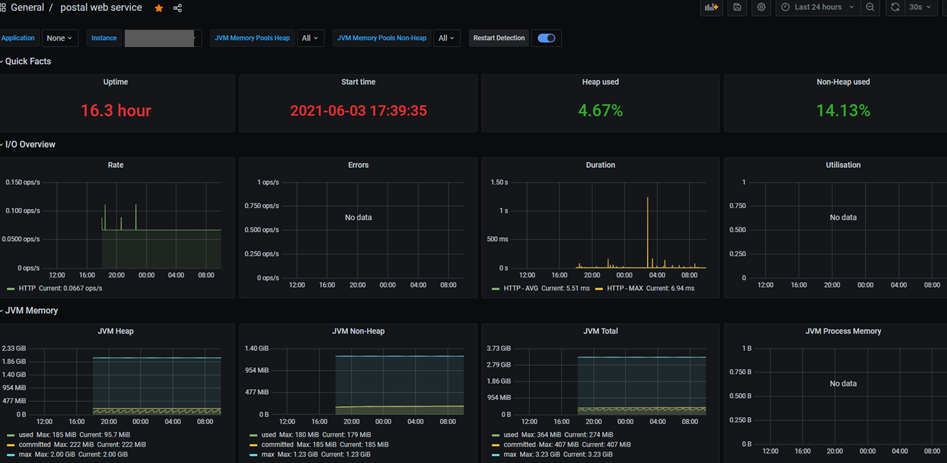 General / postal web service
Last 24 hours
30s
Application
None
Instance
JVM Memory Pools Heap
All
JVM Memory Pools Non-Heap
All
Restart Detection
Quick Facts
Uptime
16.3 hour
Start time
2021-06-03 17:39:35
Heap used
4.67%
Non-Heap used
14.13%
I/O Overview
Rate
0.150 ops/s
0.100 ops/s
0.0500 ops/s
0 ops/s
12:00 16:00 20:00 00:00 04:00 08:00
HTTP Current: 0.0667 ops/s
Errors
1 ops/s
0.750 ops/s
0.500 ops/s
0.250 ops/s
0 ops/s
No data
12:00 16:00 20:00 00:00 04:00 08:00
Duration
1.50 s
1 s
500 ms
0 s
12:00 16:00 20:00 00:00 04:00 08:00
HTTP - AVG Current: 5.51 ms HTTP - MAX Current: 6.94 ms
Utilisation
1
0.750
0.500
0.250
0
No data
12:00 16:00 20:00 00:00 04:00 08:00
JVM Memory
JVM Heap
2.33 GiB
1.86 GiB
1.40 GiB
954 MiB
477 MiB
0 B
12:00 16:00 20:00 00:00 04:00 08:00
used Max: 185 MiB Current: 95.7 MiB
committed Max: 222 MiB Current: 222 MiB
max Max: 2.00 GiB Current: 2.00 GiB
JVM Non-Heap
1.40 GiB
954 MiB
477 MiB
0 B
12:00 16:00 20:00 00:00 04:00 08:00
used Max: 180 MiB Current: 179 MiB
committed Max: 185 MiB Current: 185 MiB
max Max: 1.23 GiB Current: 1.23 GiB
JVM Total
3.73 GiB
2.79 GiB
1.86 GiB
954 MiB
0 B
12:00 16:00 20:00 00:00 04:00 08:00
used Max: 364 MiB Current: 274 MiB
committed Max: 407 MiB Current: 407 MiB
max Max: 3.23 GiB Current: 3.23 GiB
JVM Process Memory
1 B
0.750 B
0.500 B
0.250 B
0 B
No data
12:00 16:00 20:00 00:00 04:00 08:00